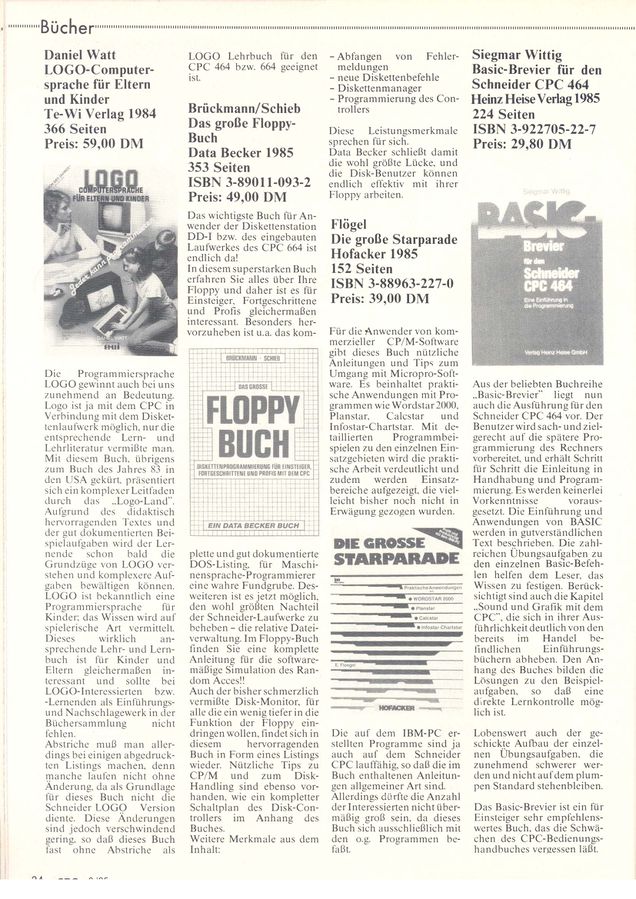 Bücher
Daniel Watt
LOGO-Computer-
sprache für Eltern
und Kinder
Te-Wi Verlag 1984
366 Seiten
Preis: 59,00 DM
LOGO
COMPUTERSPRACHE
FÜR ELTERN UND KINDER
Jeder kann programmieren
DANIEL WATT
Die Programmiersprache
LOGO gewinnt auch bei uns
zunehmend an Bedeutung.
Logo ist ja mit dem CPC in
Verbindung mit dem Disket-
tenlaufwerk möglich, nur die
entsprechende Lern- und
Lehrliteratur vermißte man.
Mit diesem Buch, übrigens
zum Buch des Jahres 83 in
den USA gekürt, präsentiert
sich ein komplexer Leitfaden
durch das „Logo-Land".
Aufgrund des didaktisch
hervorragenden Textes und
der gut dokumentierten Bei-
spielaufgaben wird der Ler-
nende schon bald die
Grundzüge von LOGO ver-
stehen und komplexere Auf-
gaben bewältigen können.
LOGO ist bekanntlich eine
Programmiersprache für
Kinder; das Wissen wird auf
spielerische Art vermittelt.
Dieses wirklich an-
sprechende Lehr- und Lern-
buch ist für Kinder und
Eltern gleichermaßen in-
teressant und sollte bei
LOGO-Interessierten bzw.
-Lernenden als Einführungs-
und Nachschlagewerk in der
Büchersammlung nicht
fehlen.
Abstriche muß man aller-
dings bei einigen abgedruck-
ten Listings machen, denn
manche laufen nicht ohne
Änderung, da als Grundlage
für dieses Buch nicht die
Schneider LOGO Version
diente. Diese Änderungen
sind jedoch verschwindend
gering, so daß dieses Buch
fast ohne Abstriche als
LOGO Lehrbuch für den
CPC 464 bzw. 664 geeignet
ist.
Brückmann/Schieb
Das große Floppy-
Buch
Data Becker 1985
353 Seiten
ISBN 3-89011-093-2
Preis: 49,00 DM
Das wichtigste Buch für An-
wender der Diskettenstation
DD-I bzw. des eingebauten
Laufwerkes des CPC 664 ist
endlich da!
In diesem superstarken Buch
erfahren Sie alles über Ihre
Floppy und daher ist es für
Einsteiger, Fortgeschrittene
und Profis gleichermaßen
interessant. Besonders her-
vorzuheben ist u.a. das kom-
BRÜCKMANN · SCHIEB
DAS GROSSE
FLOPPY
BUCH
DISKETTENPROGRAMMIERUNG FÜR EINSTEIGER,
FORTGESCHRITTENE UND PROFIS MIT DEM CPC
EIN DATA BECKER BUCH
plette und gut dokumentierte
DOS-Listing, für Maschi-
nensprache-Programmierer
eine wahre Fundgrube. Des-
weiteren ist es jetzt möglich,
den wohl größten Nachteil
der Schneider-Laufwerke zu
beheben – die relative Datei-
verwaltung. Im Floppy-Buch
finden Sie eine komplette
Anleitung für die software-
mäßige Simulation des Ran-
dom Acces!!
Auch der bisher schmerzlich
vermißte Disk-Monitor, für
alle die ein wenig tiefer in die
Funktion der Floppy ein-
dringen wollen, findet sich in
diesem hervorragenden
Buch in Form eines Listings
wieder. Nützliche Tips zu
CP/M und zum Disk-
Handling sind ebenso vor-
handen, wie ein kompletter
Schaltplan des Disk-Con-
trollers im Anhang des
Buches.
Weitere Merkmale aus dem
Inhalt:
– Abfangen von Fehler-
meldungen
– neue Diskettenbefehle
– Diskettenmanager
– Programmierung des Con-
trollers
Diese Leistungsmerkmale
sprechen für sich.
Data Becker schließt damit
die wohl größte Lücke, und
die Disk-Benutzer können
endlich effektiv mit ihrer
Floppy arbeiten.
Flögel
Die große Starparade
Hofacker 1985
152 Seiten
ISBN 3-88963-227-0
Preis: 39,00 DM
Für die Anwender von kom-
merzieller CP/M-Software
gibt dieses Buch nützliche
Anleitungen und Tips zum
Umgang mit Micropro-Soft-
ware. Es beinhaltet prakti-
sche Anwendungen mit Pro-
grammen wie Wordstar 2000,
Planstar, Calcstar und
Infostar-Chartstar. Mit de-
taillierten Programmbei-
spielen zu den einzelnen Ein-
satzgebieten wird die prakti-
sche Arbeit verdeutlicht und
zudem werden Einsatz-
bereiche aufgezeigt, die viel-
leicht bisher noch nicht in
Erwägung gezogen wurden.
DIE GROSSE
STARPARADE
Praktische Anwendungen
● WORDSTAR 2000
● Planstar
● Calcstar
● Infostar-Chartstar
E. Floegel
HOFACKER
Die auf dem IBM-PC er-
stellten Programme sind ja
auch auf dem Schneider
CPC lauffähig, so daß die im
Buch enthaltenen Anleitun-
gen allgemeiner Art sind.
Allerdings dürfte die Anzahl
der Interessierten nicht über-
mäßig groß sein, da dieses
Buch sich ausschließlich mit
den o.g. Programmen be-
faßt.
Siegmar Wittig
Basic-Brevier für den
Schneider CPC 464
Heinz Heise Verlag 1985
224 Seiten
ISBN 3-922705-22-7
Preis: 29,80 DM
Siegmar Wittig
BASIC-
Brevier
für den
Schneider
CPC 464
Eine Einführung in
die Programmierung
Verlag Heinz Heise GmbH
Aus der beliebten Buchreihe
„Basic-Brevier" liegt nun
auch die Ausführung für den
Schneider CPC 464 vor. Der
Benutzer wird sach- und ziel-
gerecht auf die spätere Pro-
grammierung des Rechners
vorbereitet, und erhält Schritt
für Schritt die Einleitung in
Handhabung und Program-
mierung. Es werden keinerlei
Vorkenntnisse voraus-
gesetzt. Die Einführung und
Anwendungen von BASIC
werden in gutverständlichen
Text beschrieben. Die zahl-
reichen Übungsaufgaben zu
den einzelnen Basic-Befeh-
len helfen dem Leser, das
Wissen zu festigen. Berück-
sichtigt sind auch die Kapitel
„Sound und Grafik mit dem
CPC", die sich in ihrer Aus-
führlichkeit deutlich von den
bereits im Handel be-
findlichen Einführungs-
büchern abheben. Den An-
hang des Buches bilden die
Lösungen zu den Beispiel-
aufgaben, so daß eine
direkte Lernkontrolle mög-
lich ist.
Lobenswert auch der ge-
schickte Aufbau der einzel-
nen Übungsaufgaben, die
zunehmend schwerer wer-
den und nicht auf dem plum-
pen Standard stehenbleiben.
Das Basic-Brevier ist ein für
Einsteiger sehr empfehlens-
wertes Buch, das die Schwä-
chen des CPC-Bedienungs-
handbuches vergessen läßt.